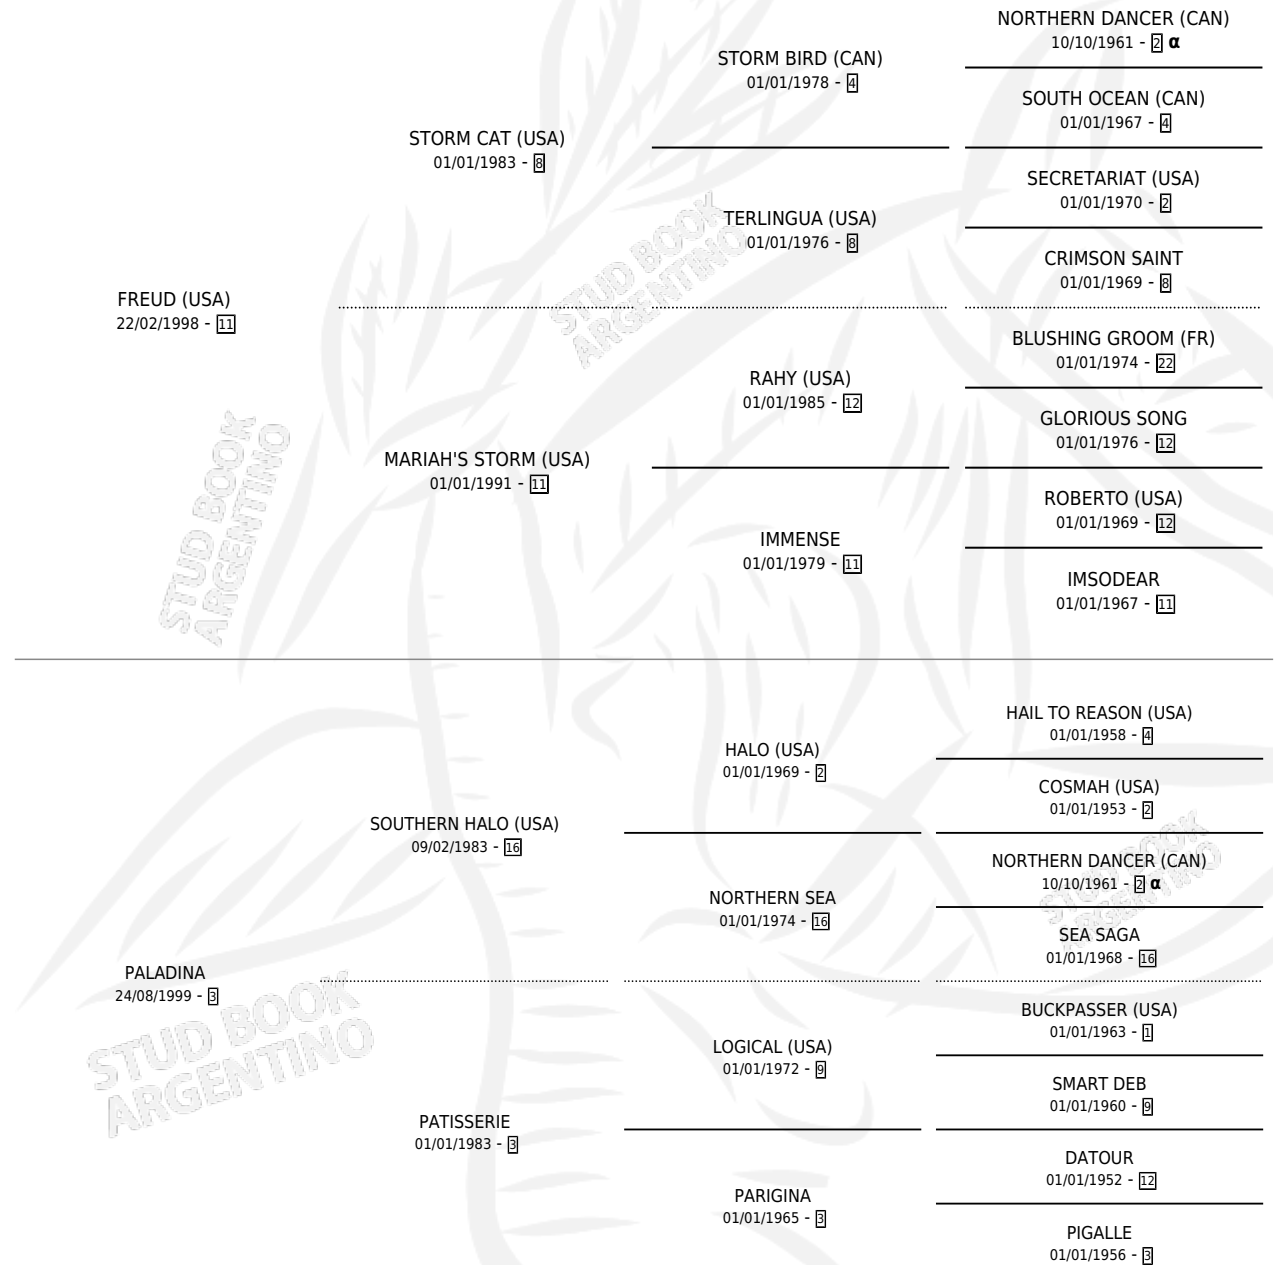 NORTHERN DANCER (CAN)
10/10/1961 - 2 α
STORM BIRD (CAN)
01/01/1978 - 4
SOUTH OCEAN (CAN)
01/01/1967 - 4
STORM CAT (USA)
01/01/1983 - 8
SECRETARIAT (USA)
01/01/1970 - 2
TERLINGUA (USA)
01/01/1976 - 8
CRIMSON SAINT
01/01/1969 - 8
STUD BOOK
ARGENTINO
FREUD (USA)
22/02/1998 - 11
BLUSHING GROOM (FR)
01/01/1974 - 22
RAHY (USA)
01/01/1985 - 12
GLORIOUS SONG
01/01/1976 - 12
MARIAH'S STORM (USA)
01/01/1991 - 11
ROBERTO (USA)
01/01/1969 - 12
IMMENSE
01/01/1979 - 11
IMSODEAR
01/01/1967 - 11
STUD BOOK
ARGENTINO
HAIL TO REASON (USA)
01/01/1958 - 4
HALO (USA)
01/01/1969 - 2
COSMAH (USA)
01/01/1953 - 2
SOUTHERN HALO (USA)
09/02/1983 - 16
NORTHERN DANCER (CAN)
10/10/1961 - 2 α
NORTHERN SEA
01/01/1974 - 16
SEA SAGA
01/01/1968 - 16
STUD BOOK
ARGENTINO
PALADINA
24/08/1999 - 3
BUCKPASSER (USA)
01/01/1963 - 1
LOGICAL (USA)
01/01/1972 - 9
SMART DEB
01/01/1960 - 9
STUD BOOK
ARGENTINO
PATISSERIE
01/01/1983 - 3
DATOUR
01/01/1952 - 12
PARIGINA
01/01/1965 - 3
PIGALLE
01/01/1956 - 3